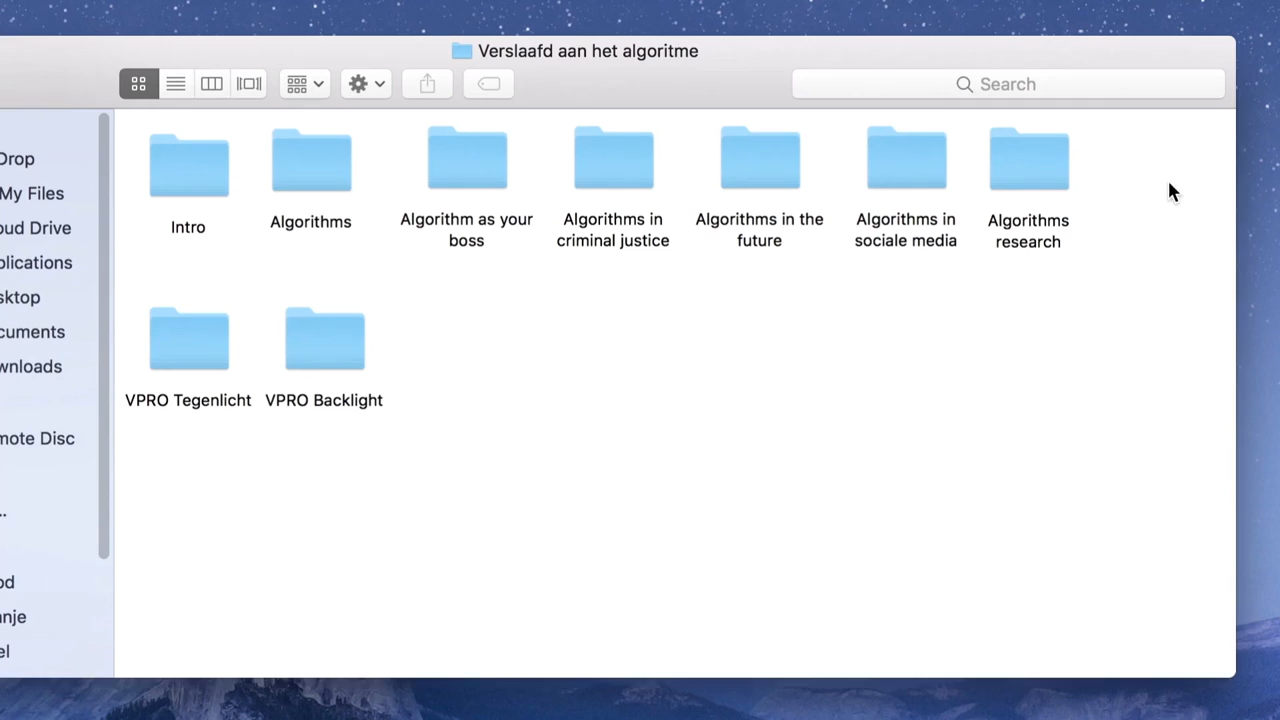 Verslaafd aan het algoritme
Search
Drop
My Files
oud Drive
plications
sktop
cuments
wnloads
mote Disc
..
od
anje
el
Intro
Algorithms
Algorithm as your
boss
Algorithms in
criminal justice
Algorithms in the
future
Algorithms in
sociale media
Algorithms
research
VPRO Tegenlicht
VPRO Backlight